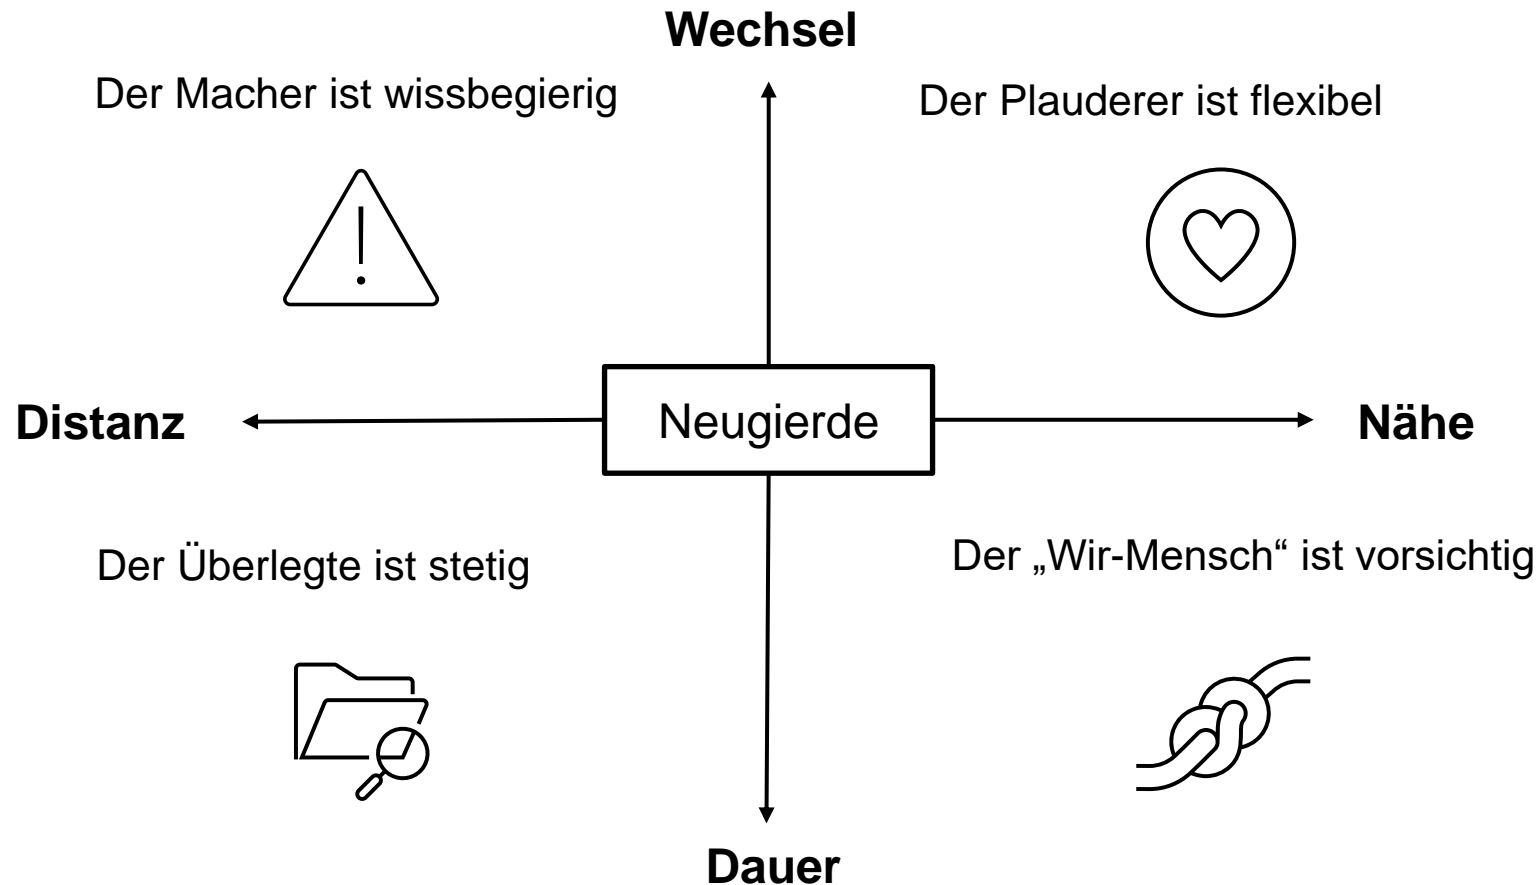 Wechsel
Der Macher ist wissbegierig
Der Plauderer ist flexibel
Distanz
Neugierde
Nähe
Der Überlegte ist stetig
Der „Wir-Mensch“ ist vorsichtig
Dauer